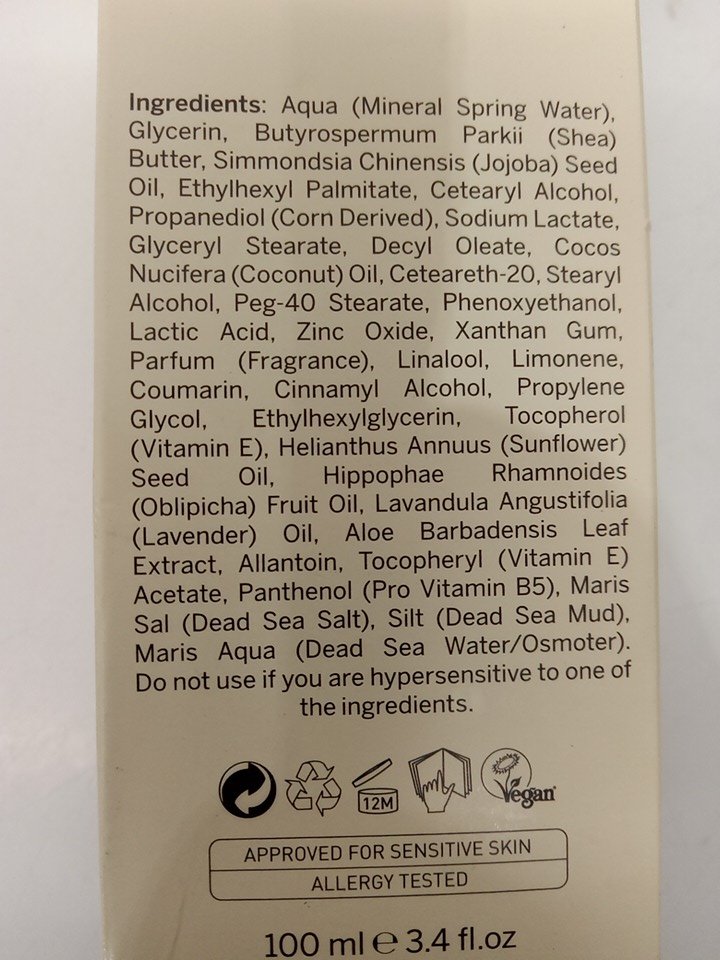 Ingredients: Aqua (Mineral Spring Water),
Glycerin, Butyrospermum Parkii (Shea)
Butter, Simmondsia Chinensis (Jojoba) Seed
Oil, Ethylhexyl Palmitate, Cetearyl Alcohol,
Propanediol (Corn Derived), Sodium Lactate,
Glyceryl Stearate, Decyl Oleate, Cocos
Nucifera (Coconut) Oil, Ceteareth-20, Stearyl
Alcohol, Peg-40 Stearate, Phenoxyethanol,
Lactic Acid, Zinc Oxide, Xanthan Gum,
Parfum (Fragrance), Linalool, Limonene,
Coumarin, Cinnamyl Alcohol, Propylene
Glycol, Ethylhexylglycerin, Tocopherol
(Vitamin E), Helianthus Annuus (Sunflower)
Seed Oil, Hippophae Rhamnoides
(Oblipicha) Fruit Oil, Lavandula Angustifolia
(Lavender) Oil, Aloe Barbadensis Leaf
Extract, Allantoin, Tocopheryl (Vitamin E)
Acetate, Panthenol (Pro Vitamin B5), Maris
Sal (Dead Sea Salt), Silt (Dead Sea Mud),
Maris Aqua (Dead Sea Water/Osmoter).
Do not use if you are hypersensitive to one of
the ingredients.
12M
Vegan
APPROVED FOR SENSITIVE SKIN
ALLERGY TESTED
100 ml ℮ 3.4 fl.oz